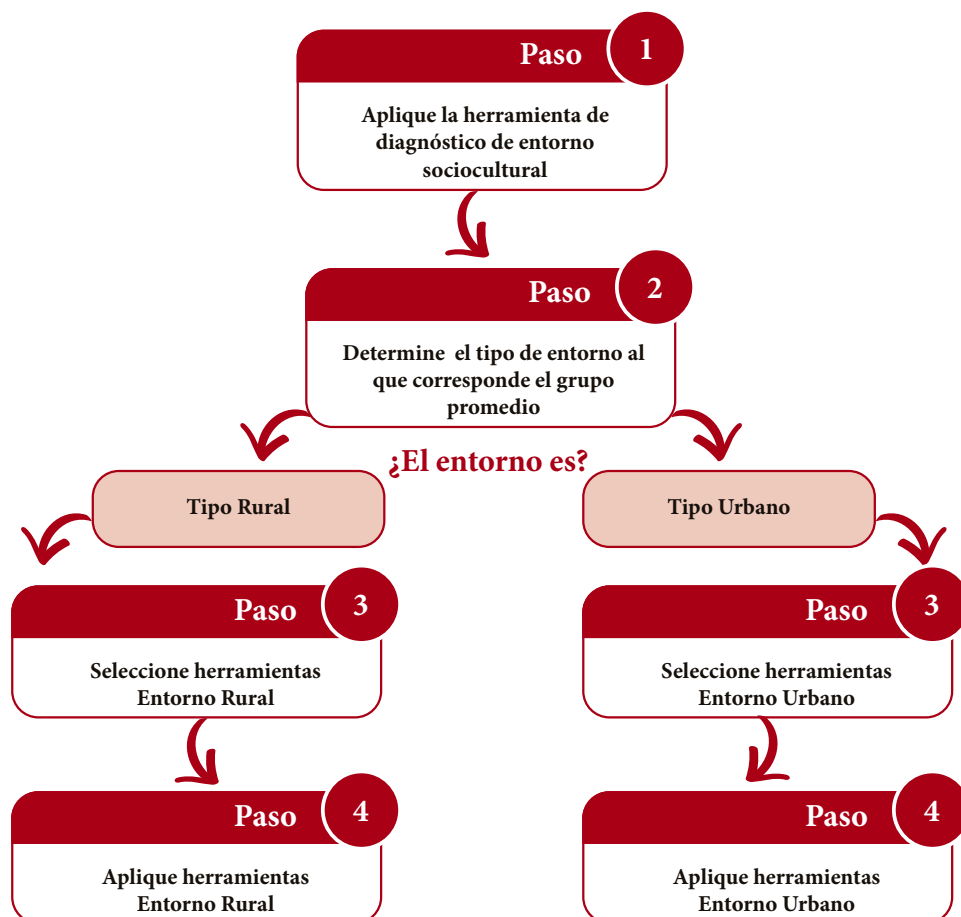 Paso 1
Aplique la herramienta de
diagnóstico de entorno
sociocultural
Paso 2
Determine el tipo de entorno al
que corresponde el grupo
promedio
¿El entorno es?
Tipo Rural
Tipo Urbano
Paso 3
Seleccione herramientas
Entorno Rural
Paso 3
Seleccione herramientas
Entorno Urbano
Paso 4
Aplique herramientas
Entorno Rural
Paso 4
Aplique herramientas
Entorno Urbano